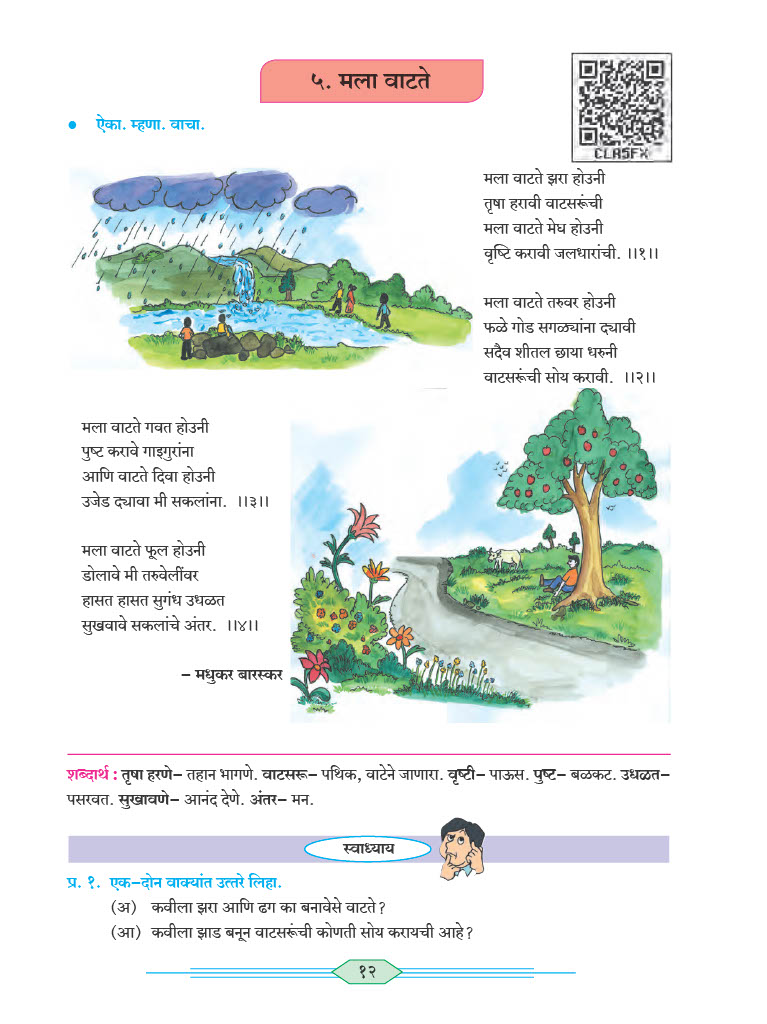 ५. मला वाटते
● ऐका. म्हणा. वाचा.
CLASFX
मला वाटते झरा होउनी
तृषा हरावी वाटसरूंची
मला वाटते मेघ होउनी
वृष्टि करावी जलधारांची. ।।१।।
मला वाटते तरुवर होउनी
फळे गोड सगळ्यांना द्यावी
सदैव शीतल छाया धरुनी
वाटसरूंची सोय करावी. ।।२।।
मला वाटते गवत होउनी
पुष्ट करावे गाइगुरांना
आणि वाटते दिवा होउनी
उजेड द्यावा मी सकलांना. ।।३।।
मला वाटते फूल होउनी
डोलावे मी तरुवेलींवर
हासत हासत सुगंध उधळत
सुखवावे सकलांचे अंतर. ।।४।।
– मधुकर बारस्कर
शब्दार्थ : तृषा हरणे– तहान भागणे. वाटसरू– पथिक, वाटेने जाणारा. वृष्टी– पाऊस. पुष्ट– बळकट. उधळत–
पसरवत. सुखावणे– आनंद देणे. अंतर– मन.
स्वाध्याय
प्र. १. एक–दोन वाक्यांत उत्तरे लिहा.
(अ) कवीला झरा आणि ढग का बनावेसे वाटते?
(आ) कवीला झाड बनून वाटसरूंची कोणती सोय करायची आहे?
१२